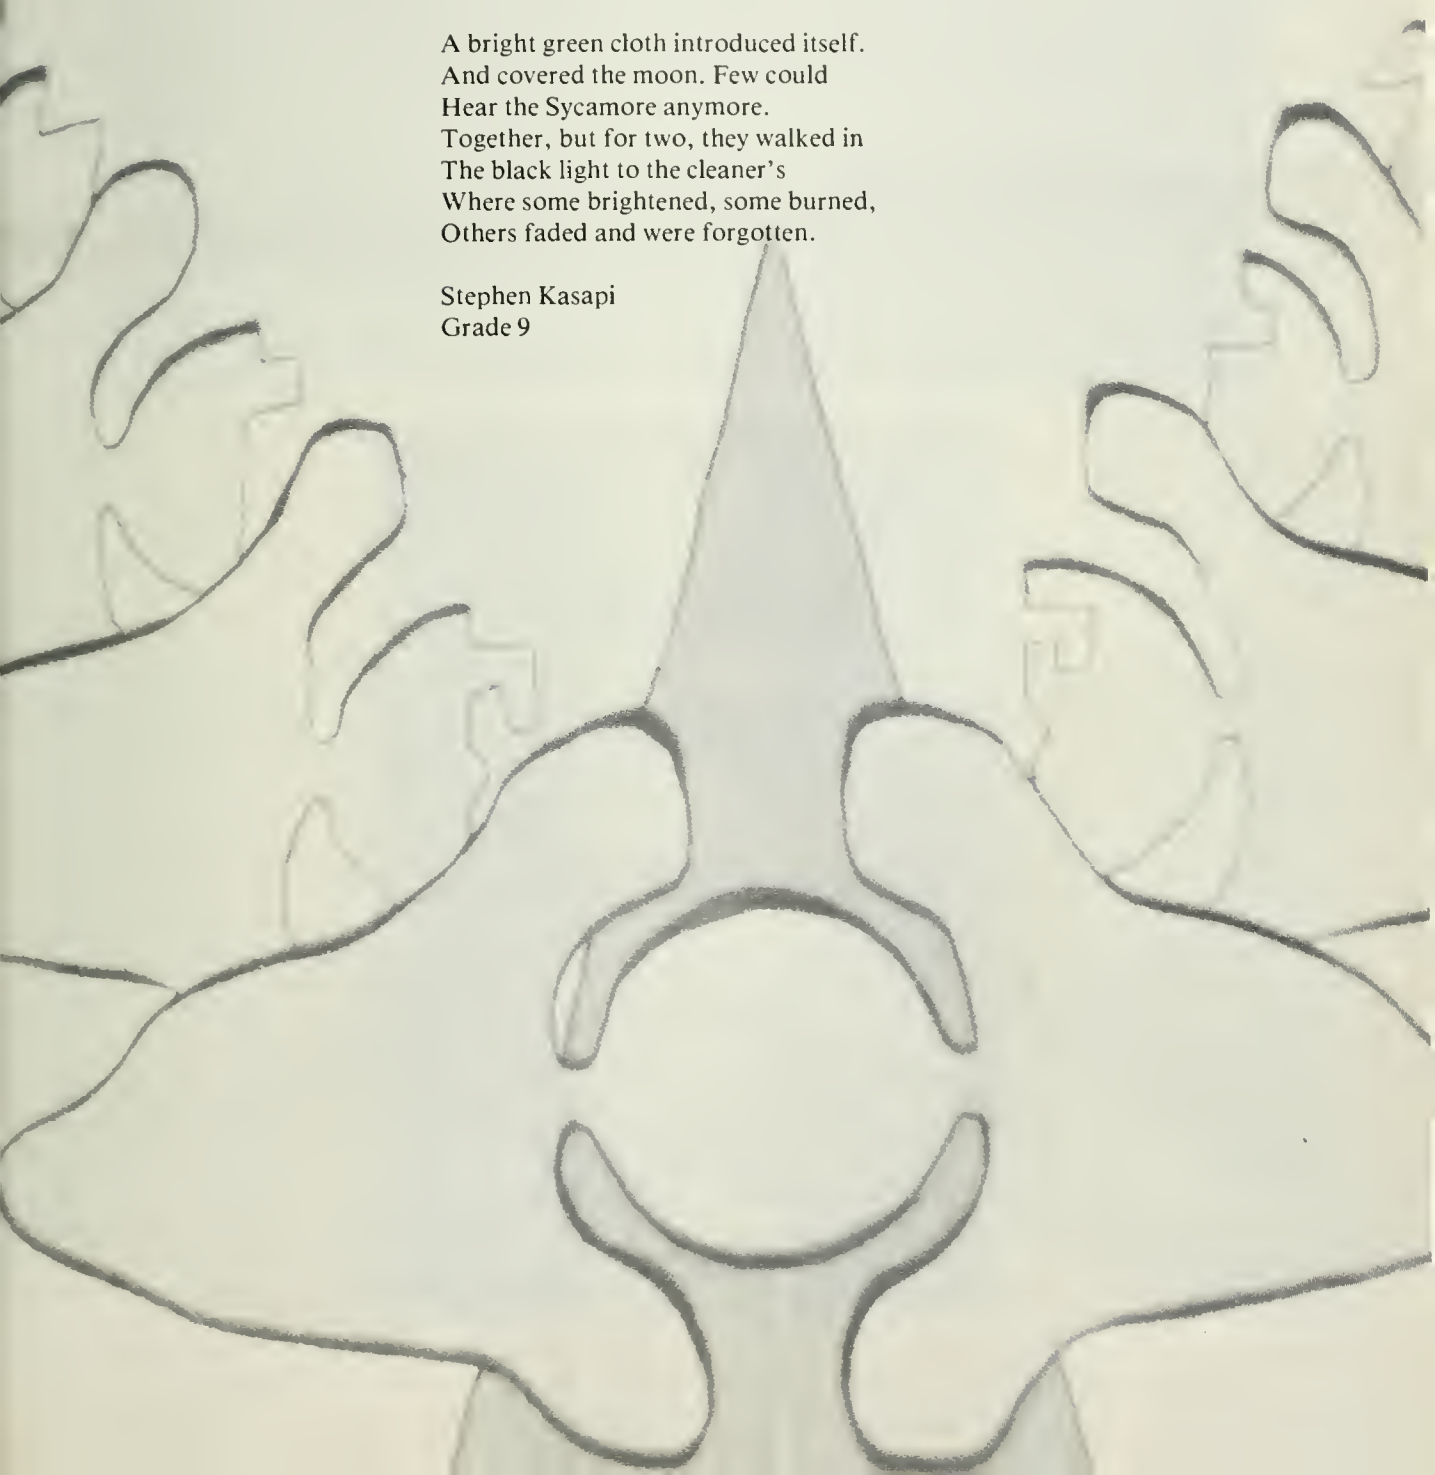 A bright green cloth introduced itself.
And covered the moon. Few could
Hear the Sycamore anymore.
Together, but for two, they walked in
The black light to the cleaner's
Where some brightened, some burned,
Others faded and were forgotten.
Stephen Kasapi
Grade 9